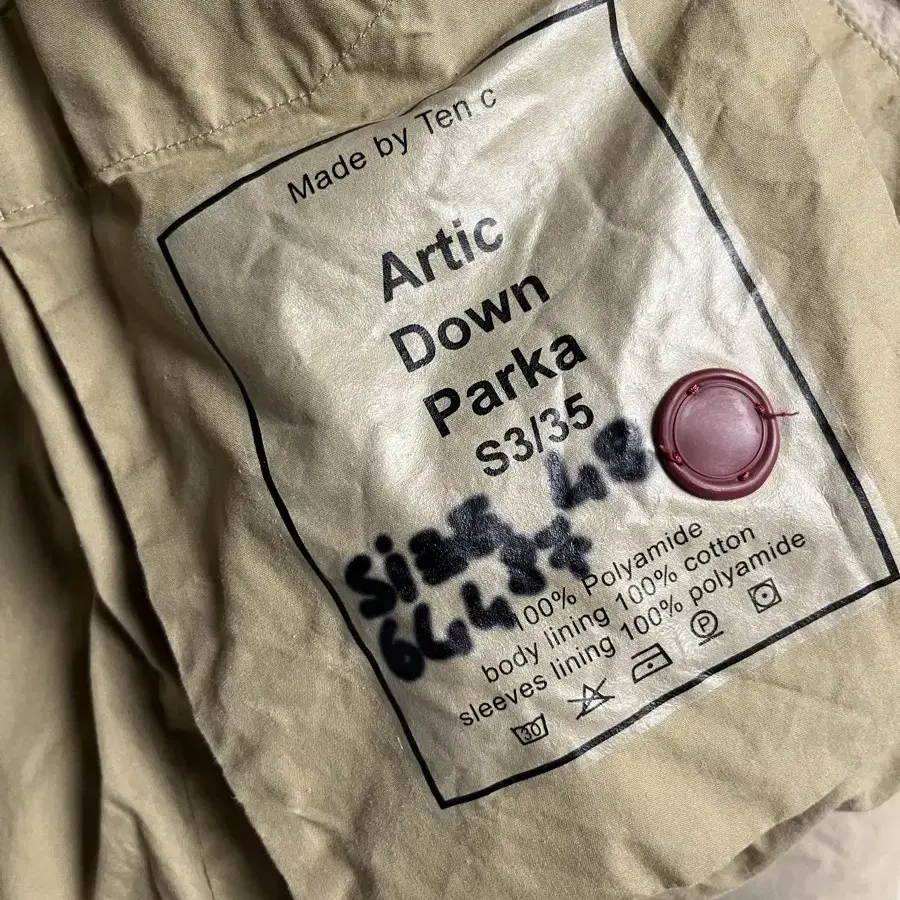 Made by Ten c
Artic
Down
Parka
S3/35
Size 48
100% Polyamide
body lining 100% cotton
sleeves lining 100% polyamide
30
P